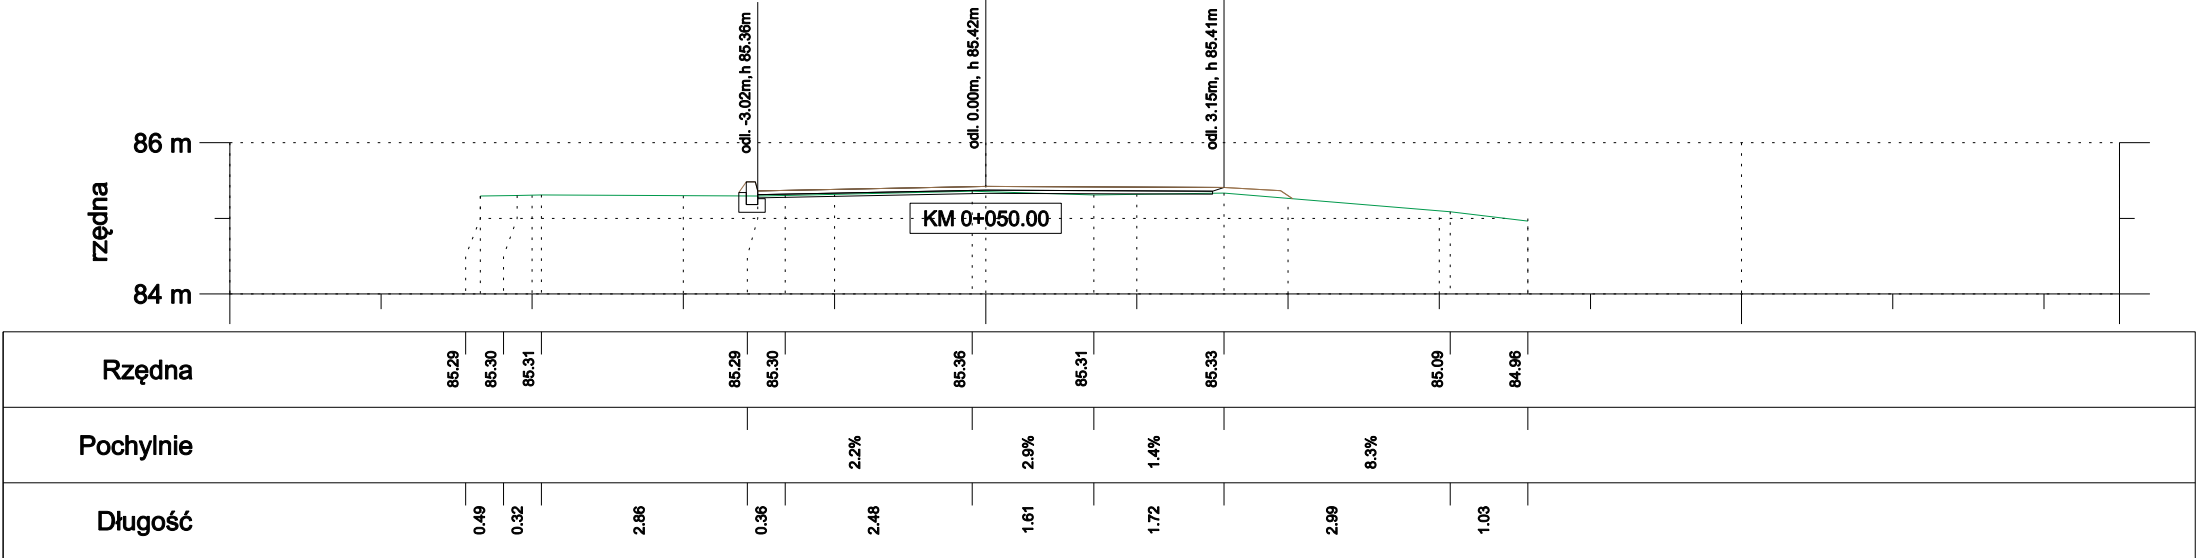 odl. -3.02m,h 85.36m
odl. 0.00m, h 85.42m
odl. 3.15m, h 85.41m
86 m
rzędna
KM 0+050.00
84 m
Rzędna 85.29 85.30 85.31 85.29 85.30 85.36 85.31 85.33 85.09 84.96
Pochylnie 2.2% 2.9% 1.4% 8.3%
Długość 0.49 0.32 2.86 0.36 2.48 1.61 1.72 2.99 1.03